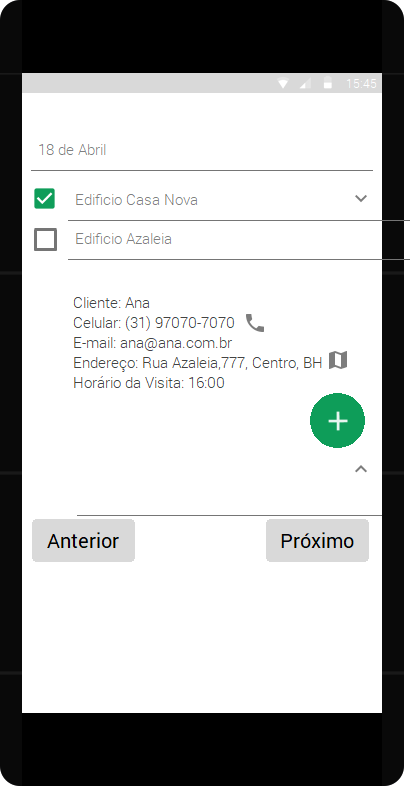 15:45
18 de Abril
Edificio Casa Nova
Edificio Azaleia
Cliente: Ana
Celular: (31) 97070-7070
E-mail: ana@ana.com.br
Endereço: Rua Azaleia,777, Centro, BH
Horário da Visita: 16:00
Anterior
Próximo